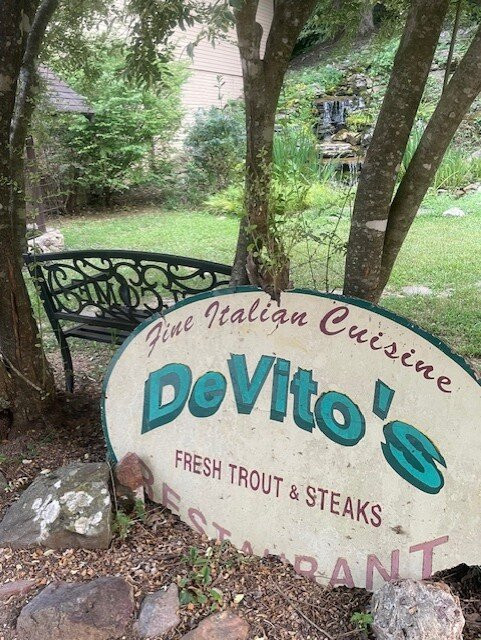 Fine Italian Cuisine
DeVito's
FRESH TROUT & STEAKS
RESTAURANT